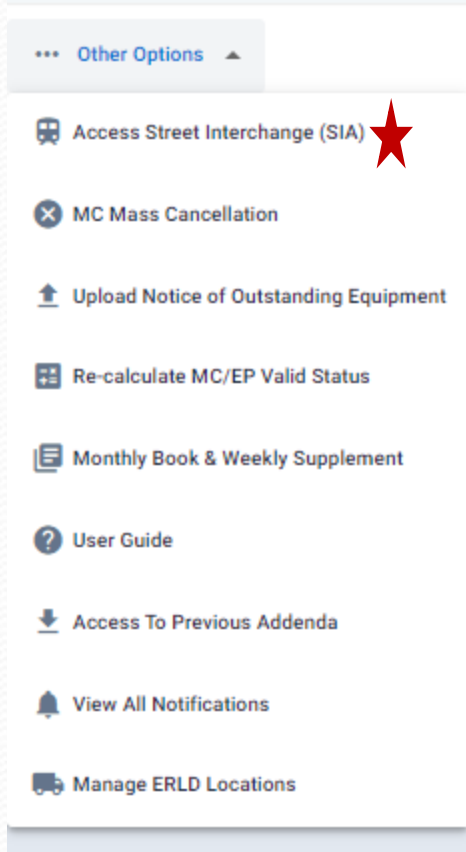 Other Options
Access Street Interchange (SIA)
MC Mass Cancellation
Upload Notice of Outstanding Equipment
Re-calculate MC/EP Valid Status
Monthly Book & Weekly Supplement
User Guide
Access To Previous Addenda
View All Notifications
Manage ERLD Locations